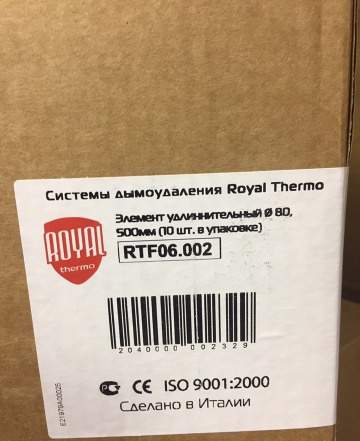 Системы дымоудаления Royal Thermo
ROYAL
thermo
Элемент удлиннительный Ø 80,
500мм (10 шт. в упаковке)
RTF06.002
2040000 002329
CE ISO 9001:2000
Сделано в Италии